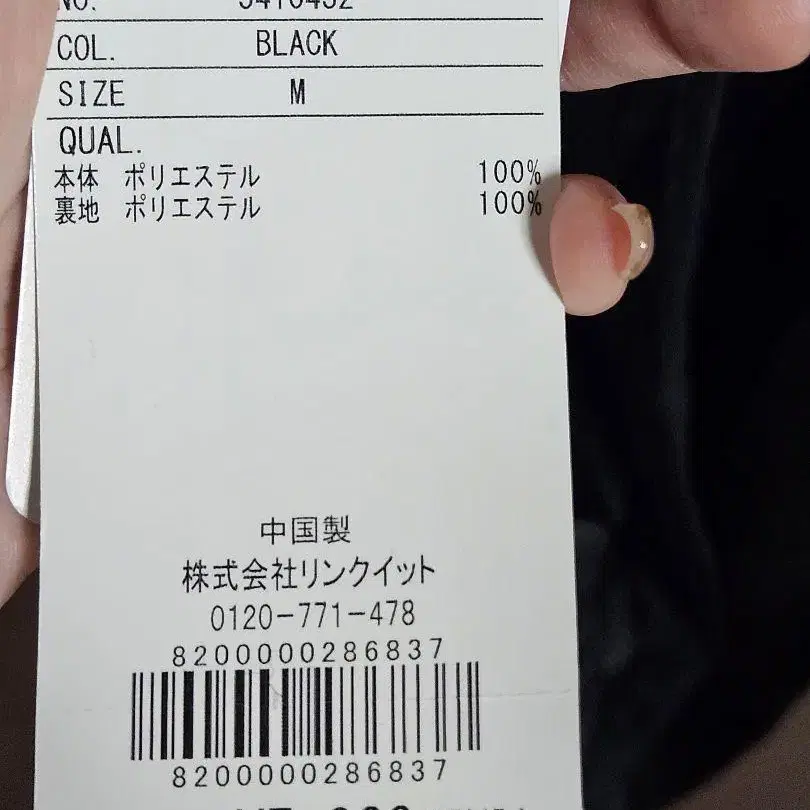 COL. BLACK
SIZE M
QUAL.
本体 ポリエステル 100%
裏地 ポリエステル 100%
中国製
株式会社リンクイット
0120-771-478
8200000286837
8200000286837